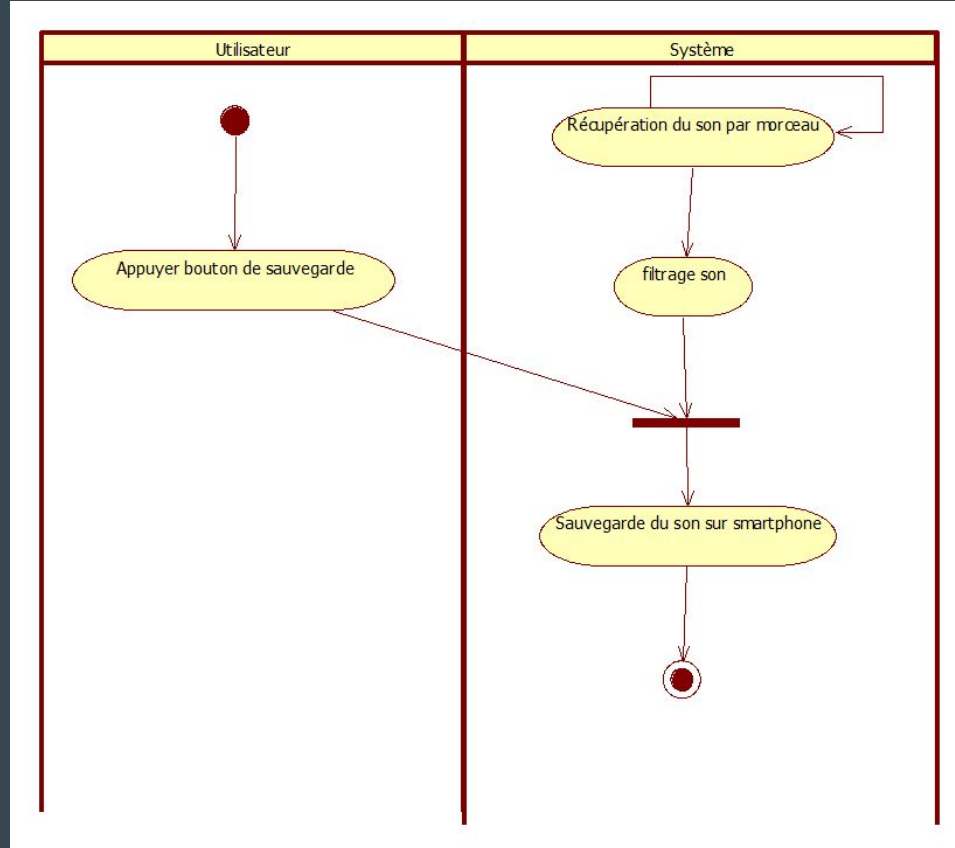 Utilisateur
Système
Récupération du son par morceau
Appuyer bouton de sauvegarde
filtrage son
Sauvegarde du son sur smartphone